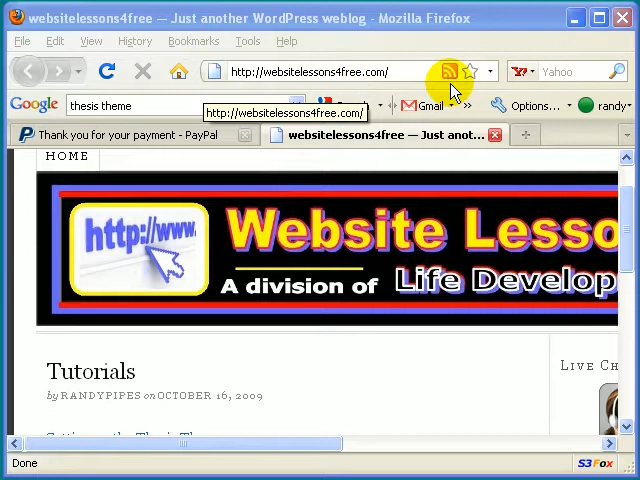 websitelessons4free — Just another WordPress weblog - Mozilla Firefox
File Edit View History Bookmarks Tools Help
http://websitelessons4free.com/ Yahoo
Google thesis theme Gmail Options... randy
http://websitelessons4free.com/
Thank you for your payment - PayPal websitelessons4free — Just anot...
HOME
http://www.
Website Lesso
A division of Life Develop
Tutorials
by RANDYPIPES on OCTOBER 16, 2009
LIVE C
Done S3Fox